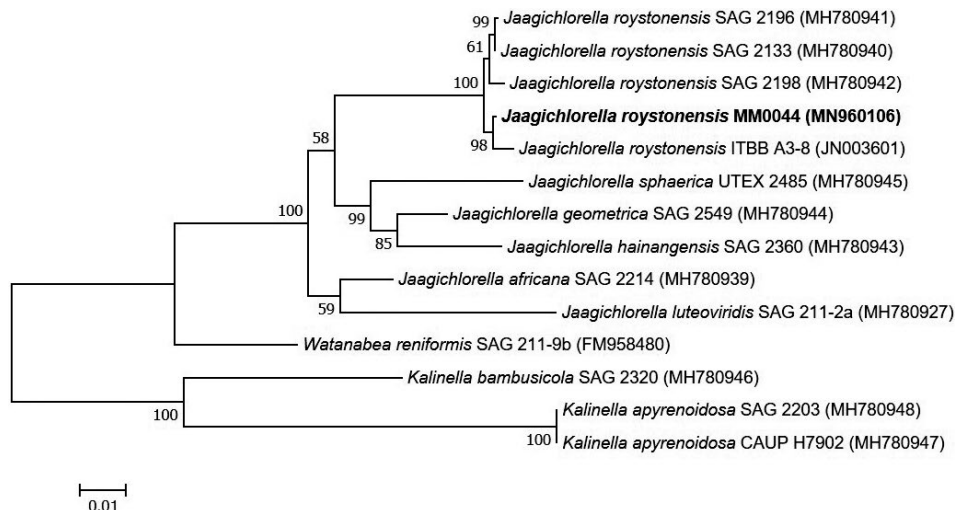 99
Jaagichlorella roystonensis SAG 2196 (MH780941)
61
Jaagichlorella roystonensis SAG 2133 (MH780940)
100
Jaagichlorella roystonensis SAG 2198 (MH780942)
Jaagichlorella roystonensis MM0044 (MN960106)
58
98
Jaagichlorella roystonensis ITBB A3-8 (JN003601)
Jaagichlorella sphaerica UTEX 2485 (MH780945)
100
99
Jaagichlorella geometrica SAG 2549 (MH780944)
85
Jaagichlorella hainangensis SAG 2360 (MH780943)
Jaagichlorella africana SAG 2214 (MH780939)
59
Jaagichlorella luteoviridis SAG 211-2a (MH780927)
Watanabea reniformis SAG 211-9b (FM958480)
Kalinella bambusicola SAG 2320 (MH780946)
100
Kalinella apyrenoidosa SAG 2203 (MH780948)
100
Kalinella apyrenoidosa CAUP H7902 (MH780947)
0.01